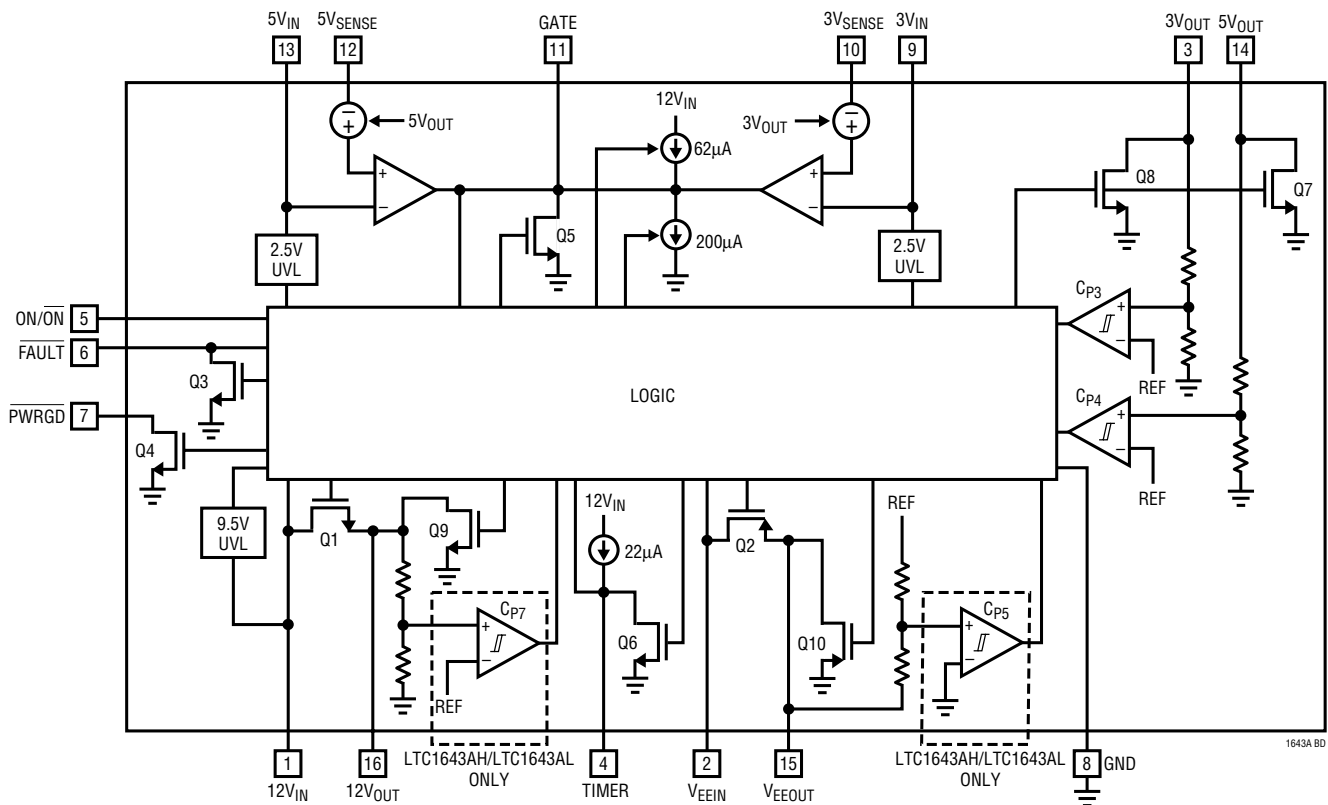 5VIN
5VSENSE
GATE
3VSENSE
3VIN
3VOUT
5VOUT
13
12
11
10
9
3
14
12VIN
−
+
5VOUT
3VOUT
−
+
62µA
+
−
+
−
Q8
Q7
Q5
200µA
2.5V
UVL
2.5V
UVL
CP3
+
−
REF
ON/ON
5
FAULT
6
Q3
PWRGD
7
Q4
LOGIC
CP4
+
−
REF
9.5V
UVL
Q1
Q9
12VIN
22µA
Q2
REF
CP7
+
−
REF
Q6
Q10
CP5
+
−
1643A BD
1
12VIN
16
12VOUT
LTC1643AH/LTC1643AL
ONLY
4
TIMER
2
VEEIN
15
VEEOUT
LTC1643AH/LTC1643AL
ONLY
8
GND